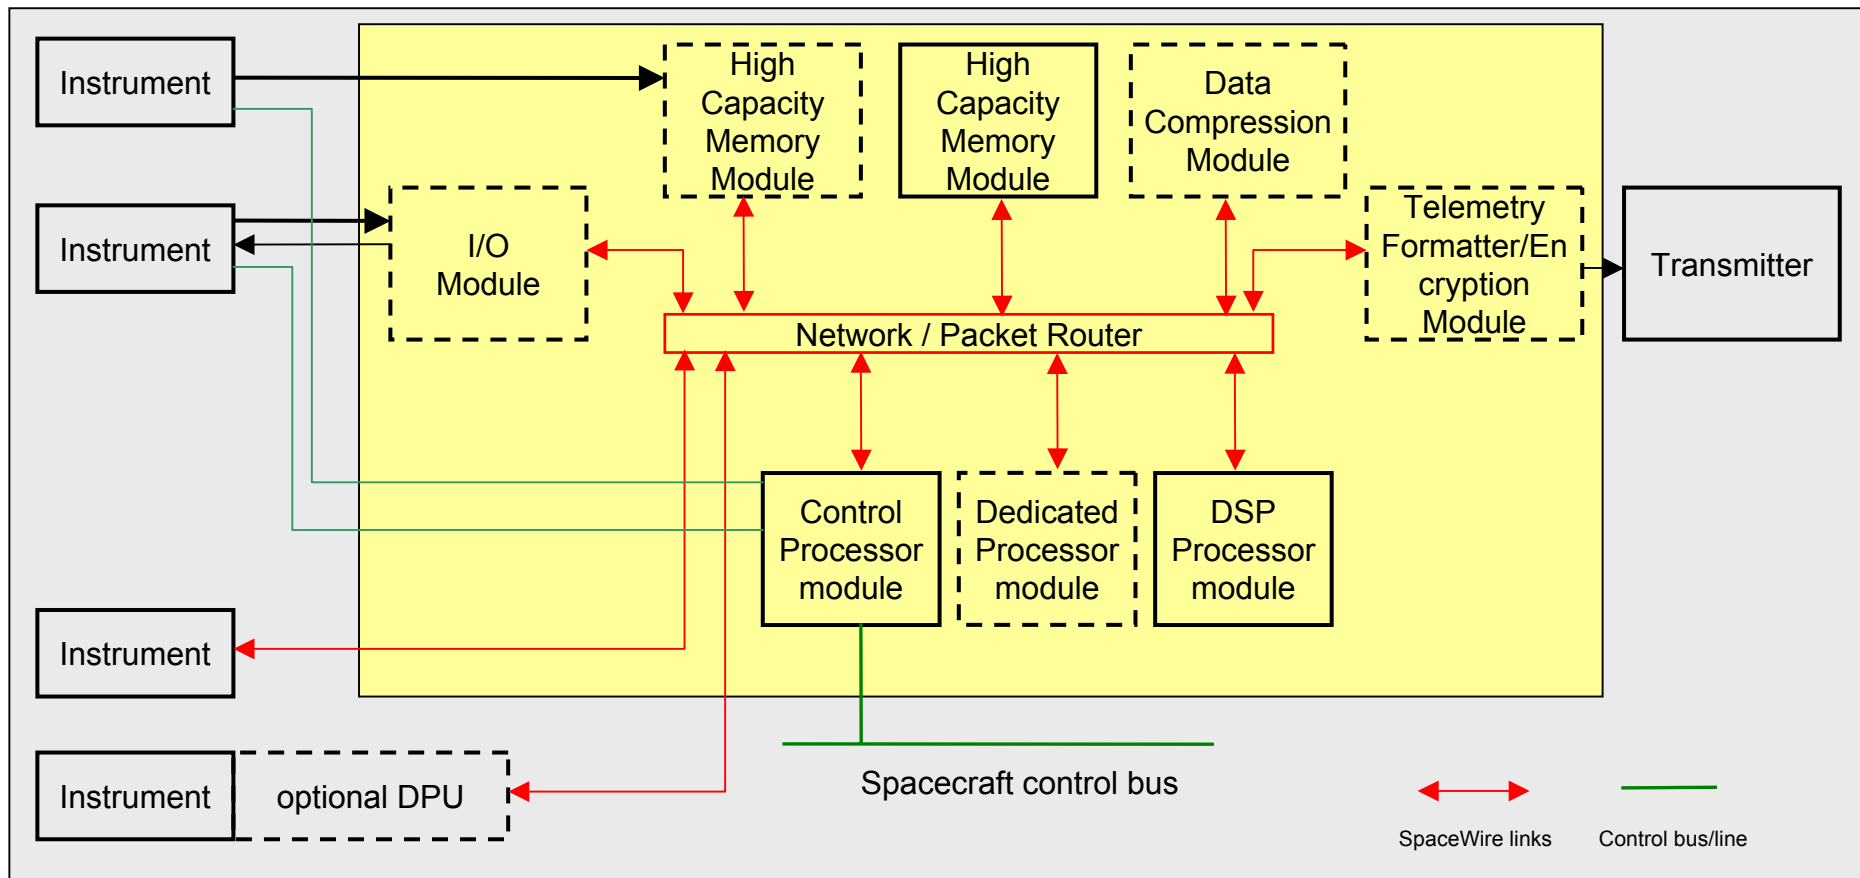 Instrument
High
Capacity
Memory
Module
High
Capacity
Memory
Module
Data
Compression
Module
Instrument
I/O
Module
Telemetry
Formatter/En
cryption
Module
Transmitter
Network / Packet Router
Control
Processor
module
Dedicated
Processor
module
DSP
Processor
module
Instrument
Instrument
optional DPU
Spacecraft control bus
SpaceWire links
Control bus/line